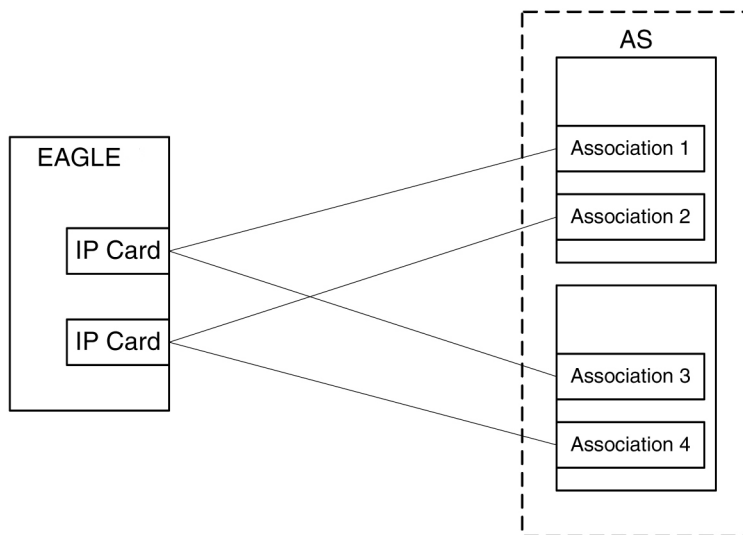 AS
EAGLE
Association 1
Association 2
IP Card
IP Card
Association 3
Association 4